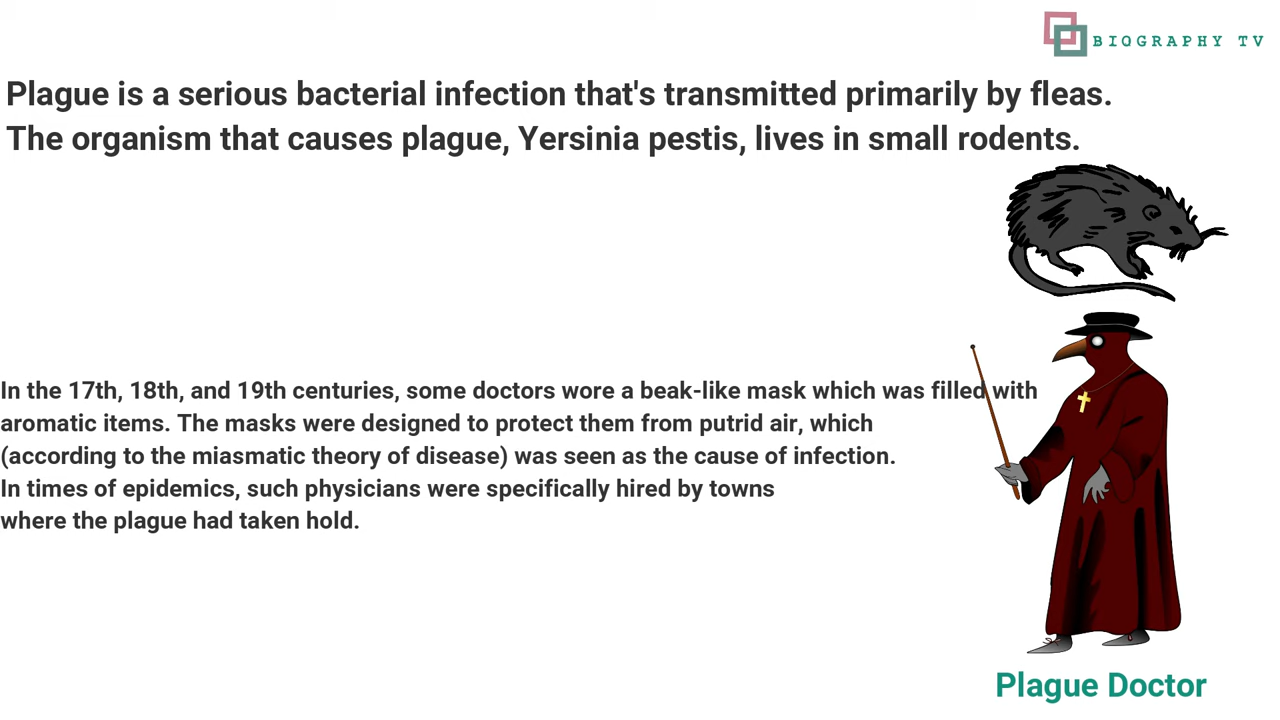 BIOGRAPHY TV
Plague is a serious bacterial infection that's transmitted primarily by fleas.
The organism that causes plague, Yersinia pestis, lives in small rodents.
In the 17th, 18th, and 19th centuries, some doctors wore a beak-like mask which was filled with
aromatic items. The masks were designed to protect them from putrid air, which
(according to the miasmatic theory of disease) was seen as the cause of infection.
In times of epidemics, such physicians were specifically hired by towns
where the plague had taken hold.
Plague Doctor